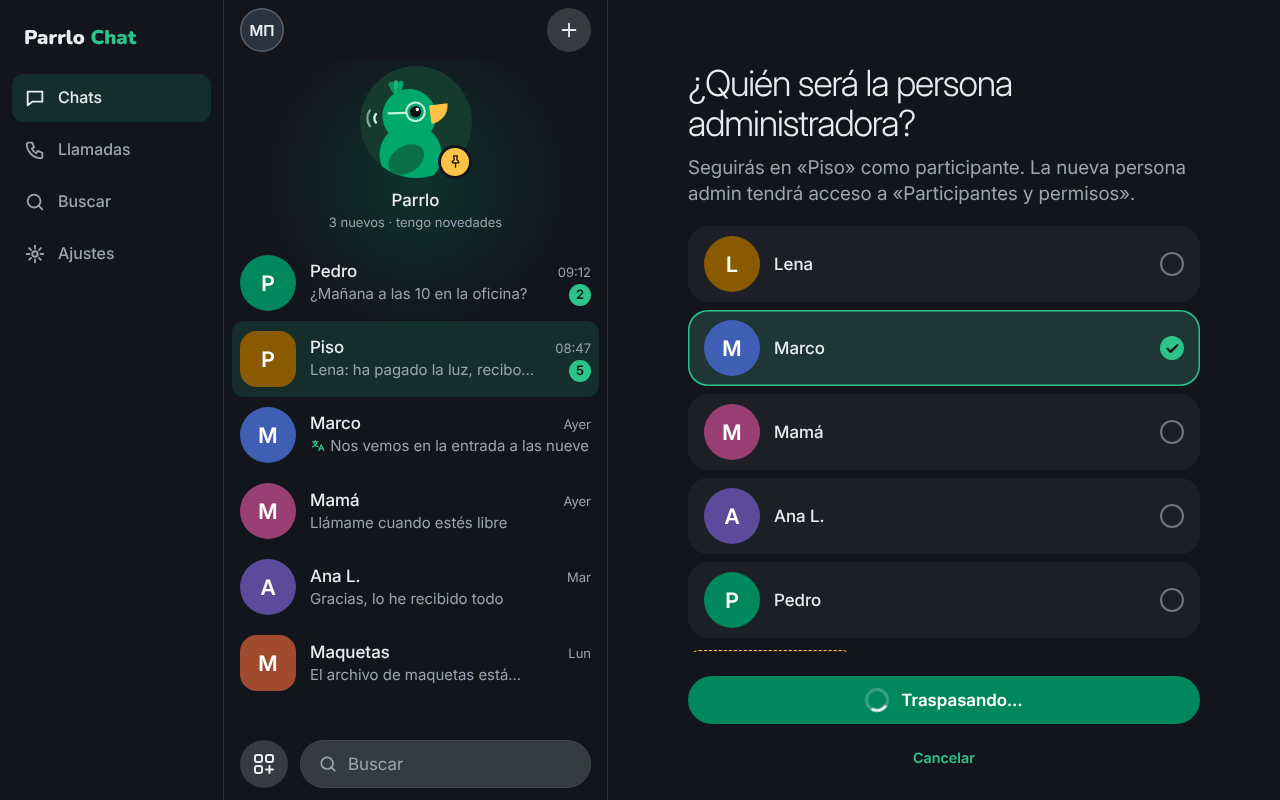 Parrlo Chat
Chats
Llamadas
Buscar
Ajustes
МП
Parrlo
3 nuevos · tengo novedades
P
Pedro
09:12
¿Mañana a las 10 en la oficina?
2
P
Piso
08:47
Lena: ha pagado la luz, recibo...
5
M
Marco
Ayer
Nos vemos en la entrada a las nueve
M
Mamá
Ayer
Llámame cuando estés libre
A
Ana L.
Mar
Gracias, lo he recibido todo
M
Maquetas
Lun
El archivo de maquetas está...
Buscar
¿Quién será la persona
administradora?
Seguirás en «Piso» como participante. La nueva persona
admin tendrá acceso a «Participantes y permisos».
L
Lena
M
Marco
M
Mamá
A
Ana L.
P
Pedro
Traspasando...
Cancelar